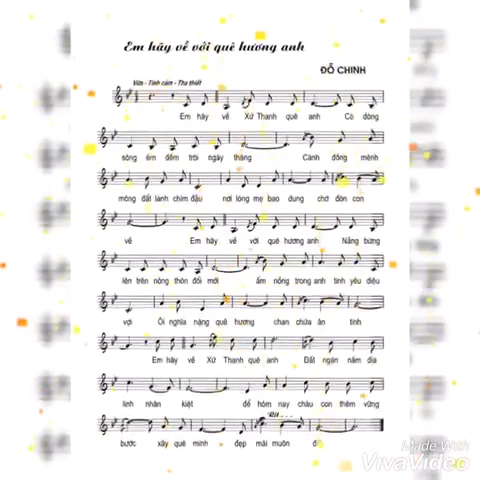 Em hãy về với quê hương anh
ĐỖ CHINH
Vừa - Tình cảm - Tha thiết
Em hãy về Xứ Thanh quê anh Có dòng
sông êm đềm trôi ngày tháng Cánh đồng mênh
mông đất lành chim đậu nơi lòng mẹ bao dung chờ đón con
về Em hãy về với quê hương anh Nắng bừng
lên trên nông thôn đổi mới ấm nồng trong anh tình yêu diệu
vợi Ôi nghĩa nặng quê hương chan chứa ân tình
Em hãy về Xứ Thanh quê anh Đất ngàn năm địa
linh nhân kiệt để hôm nay cháu con thêm vững
Rit
bước xây quê mình đẹp mãi muôn
Made With
VivaVideo